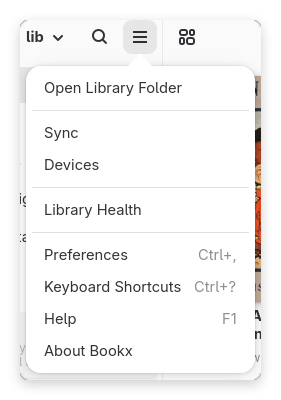 lib
Open Library Folder
Sync
Devices
Library Health
Preferences Ctrl+,
Keyboard Shortcuts Ctrl+?
Help F1
About Bookx